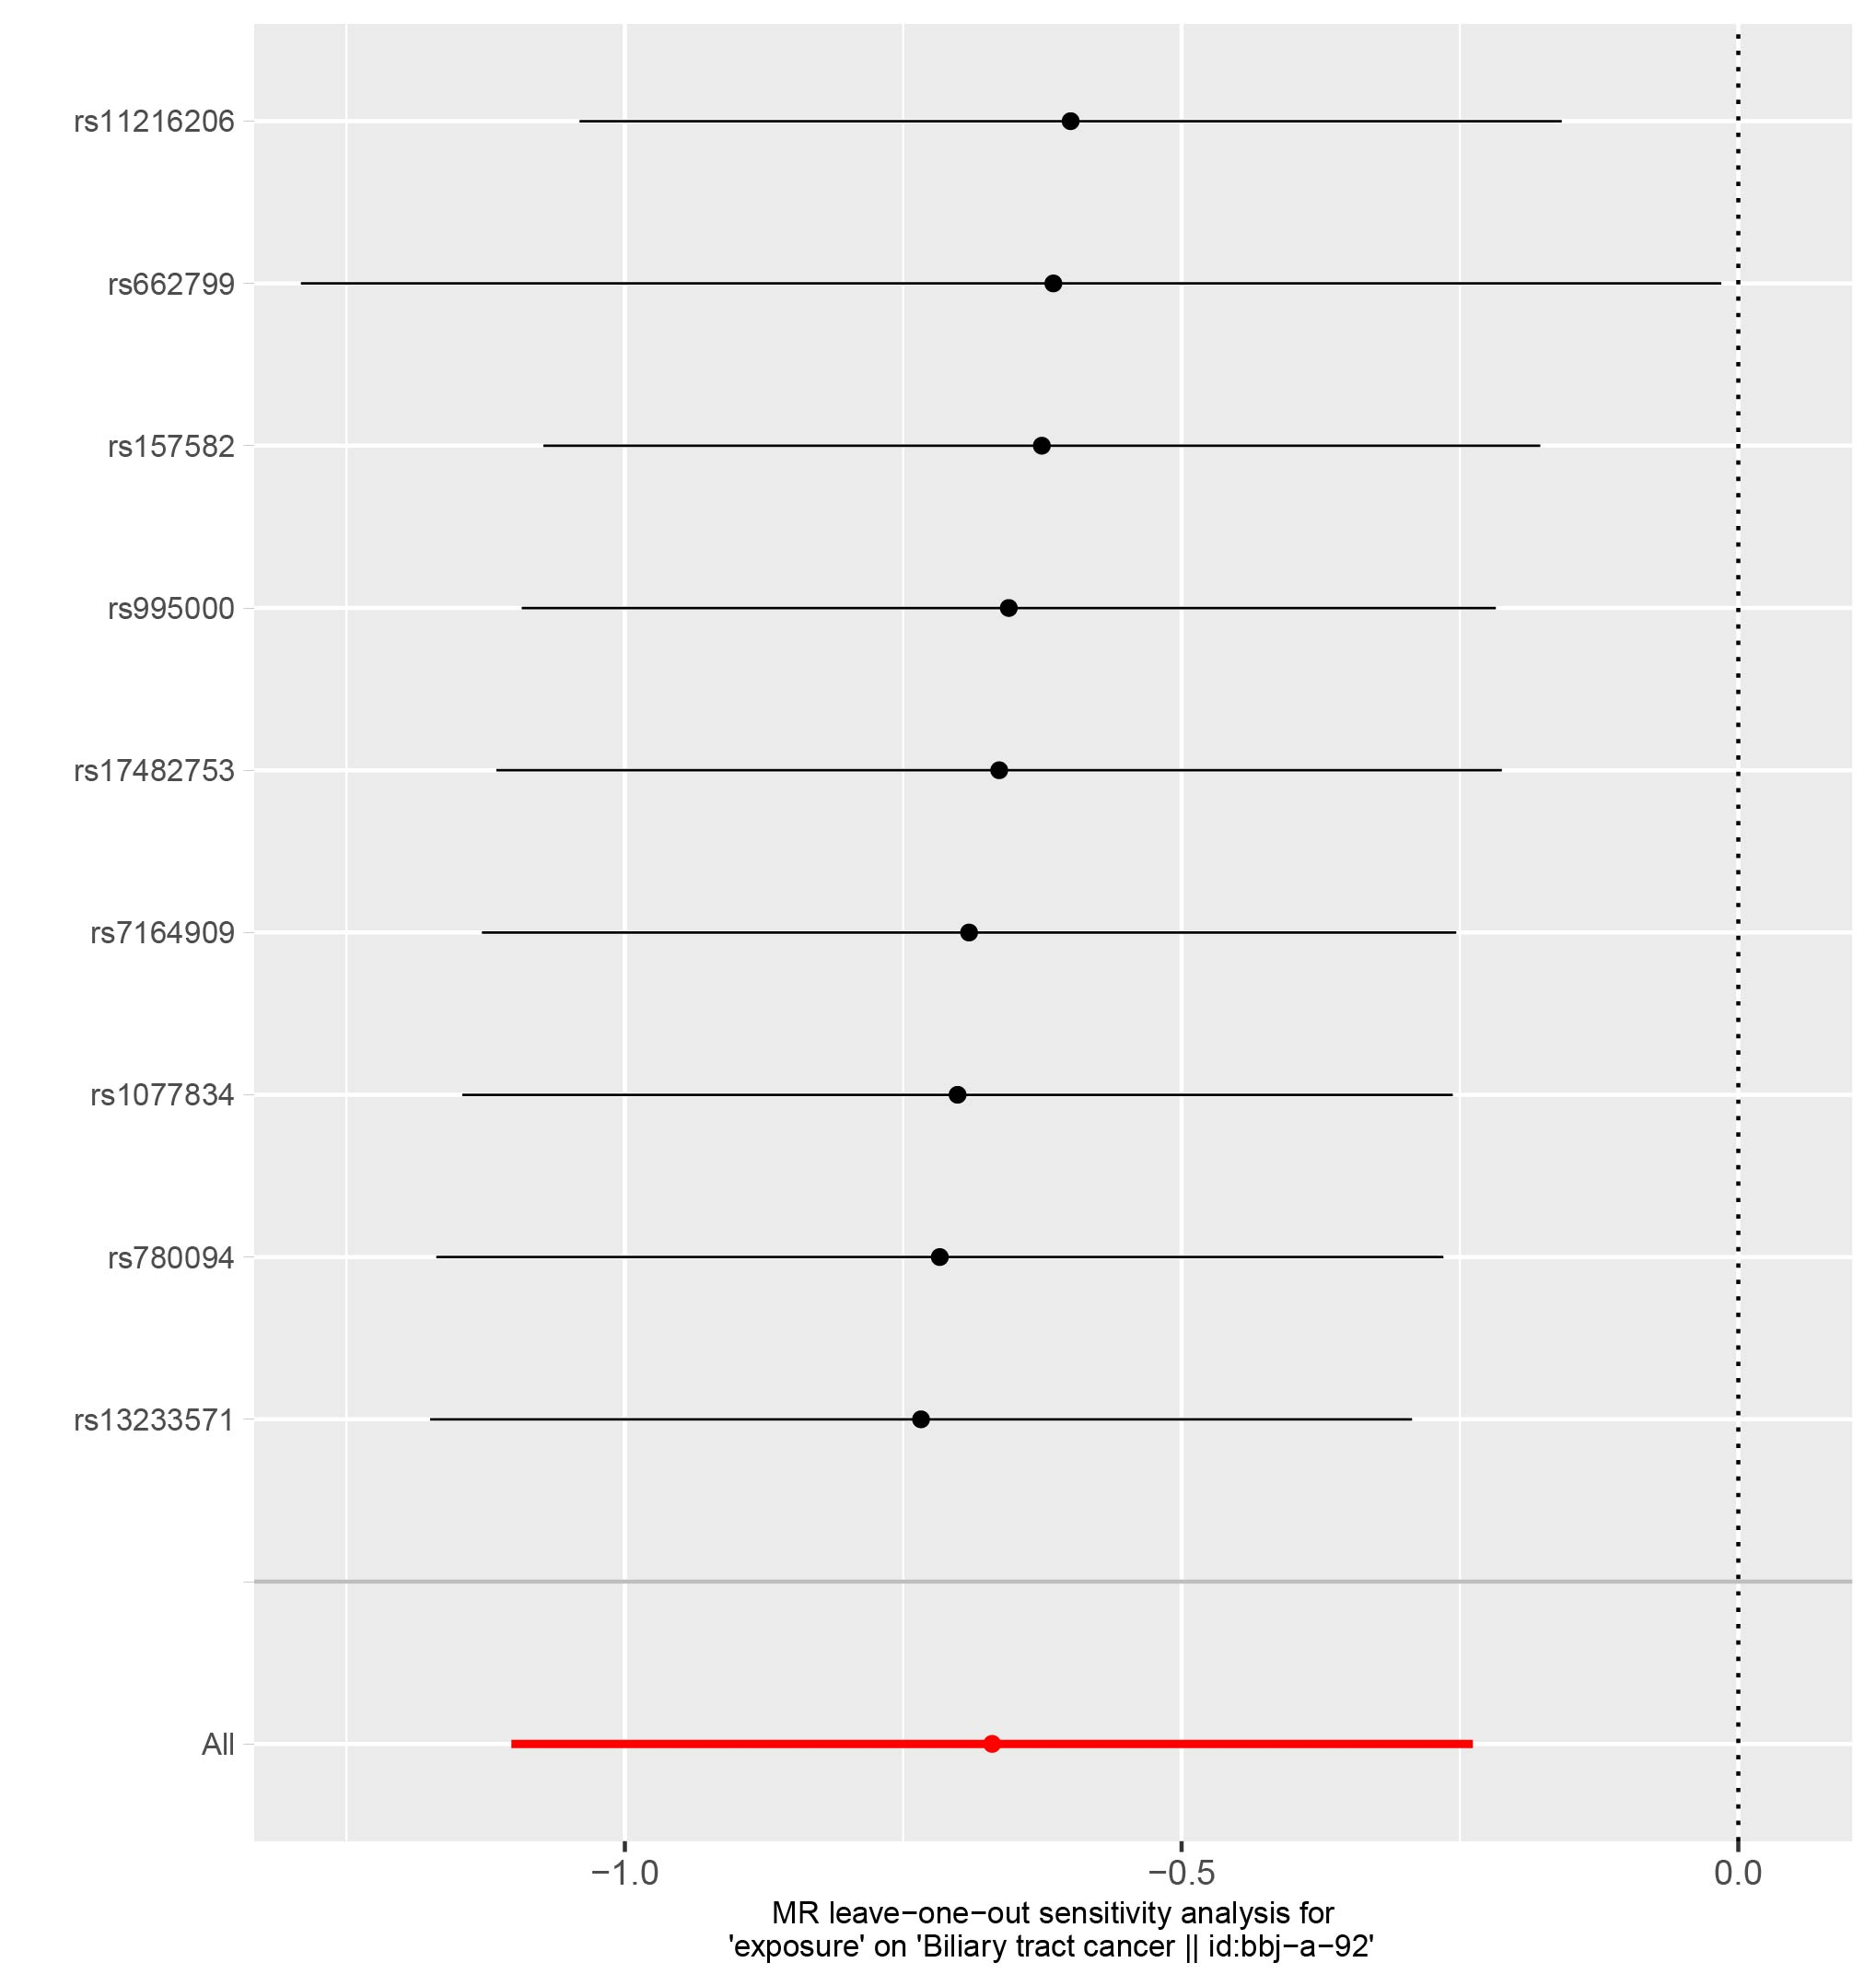 rs11216206
rs662799
rs157582
rs995000
rs17482753
rs7164909
rs1077834
rs780094
rs13233571
All
−1.0 −0.5 0.0
MR leave−one−out sensitivity analysis for
'exposure' on 'Biliary tract cancer || id:bbj−a−92'